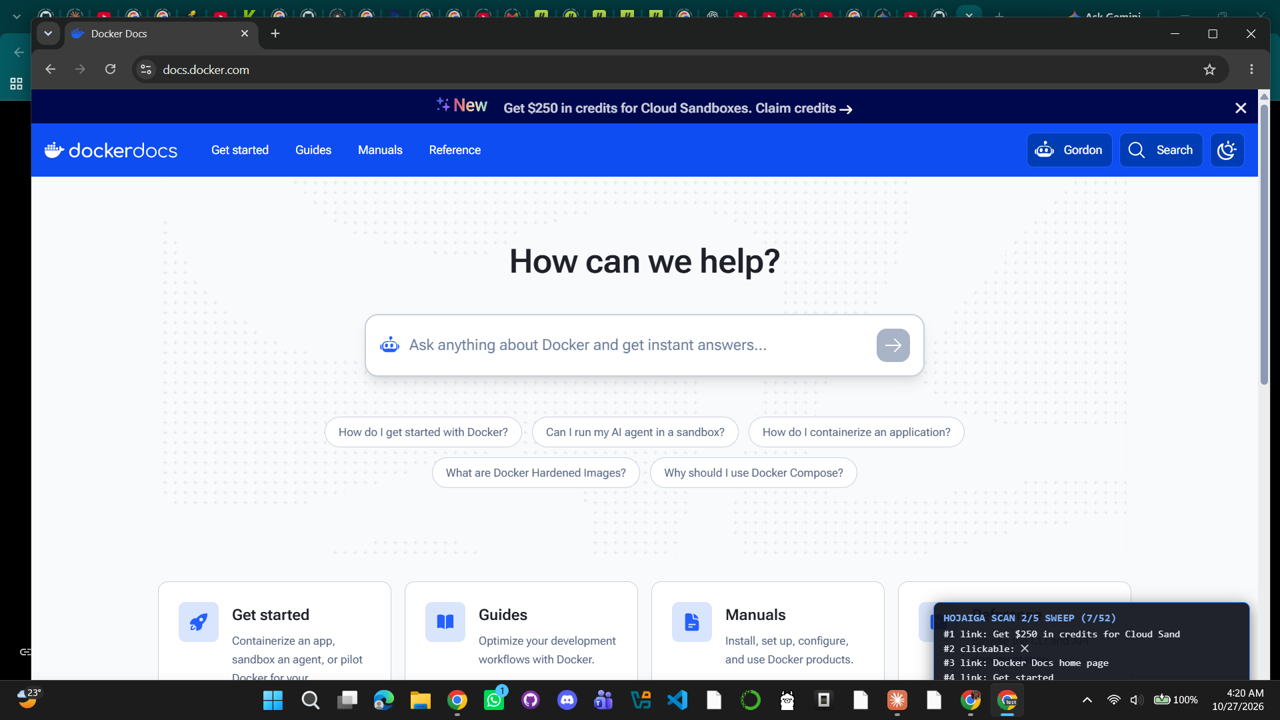 Ask Gemini
Docker Docs
docs.docker.com
New Get $250 in credits for Cloud Sandboxes. Claim credits →
dockerdocs
Get started
Guides
Manuals
Reference
Gordon
Search
How can we help?
Ask anything about Docker and get instant answers...
How do I get started with Docker?
Can I run my AI agent in a sandbox?
How do I containerize an application?
What are Docker Hardened Images?
Why should I use Docker Compose?
Get started
Containerize an app,
sandbox an agent, or pilot
Docker for your
Guides
Optimize your development
workflows with Docker.
Manuals
Install, set up, configure,
and use Docker products.
HOJAIGA SCAN 2/5 SWEEP (7/52)
#1 link: Get $250 in credits for Cloud Sand
#2 clickable: ✕
#3 link: Docker Docs home page
#4 link: Get started
23°
1
100%
4:20 AM
10/27/2026